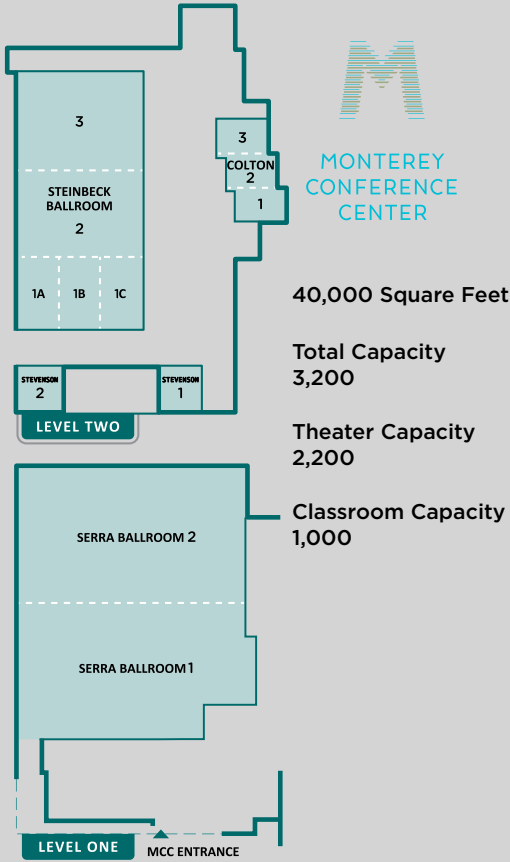 3
COLTON
2
1
3
STEINBECK
BALLROOM
2
1A 1B 1C
STEVENSON
2
STEVENSON
1
LEVEL TWO
SERRA BALLROOM 2
SERRA BALLROOM 1
LEVEL ONE
MCC ENTRANCE
M
MONTEREY
CONFERENCE
CENTER
40,000 Square Feet
Total Capacity
3,200
Theater Capacity
2,200
Classroom Capacity
1,000